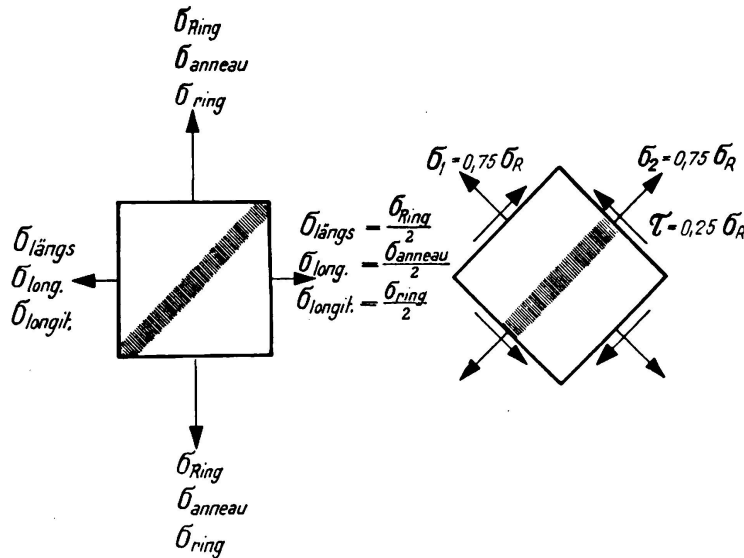 σRing
σanneau
σring
σ₁ = 0,75 σR
σ₂ = 0,75 σR
τ = 0,25 σR
σlängs
σlong.
σlongit.
σlängs = σRing/2
σlong. = σanneau/2
σlongit. = σring/2
σRing
σanneau
σring